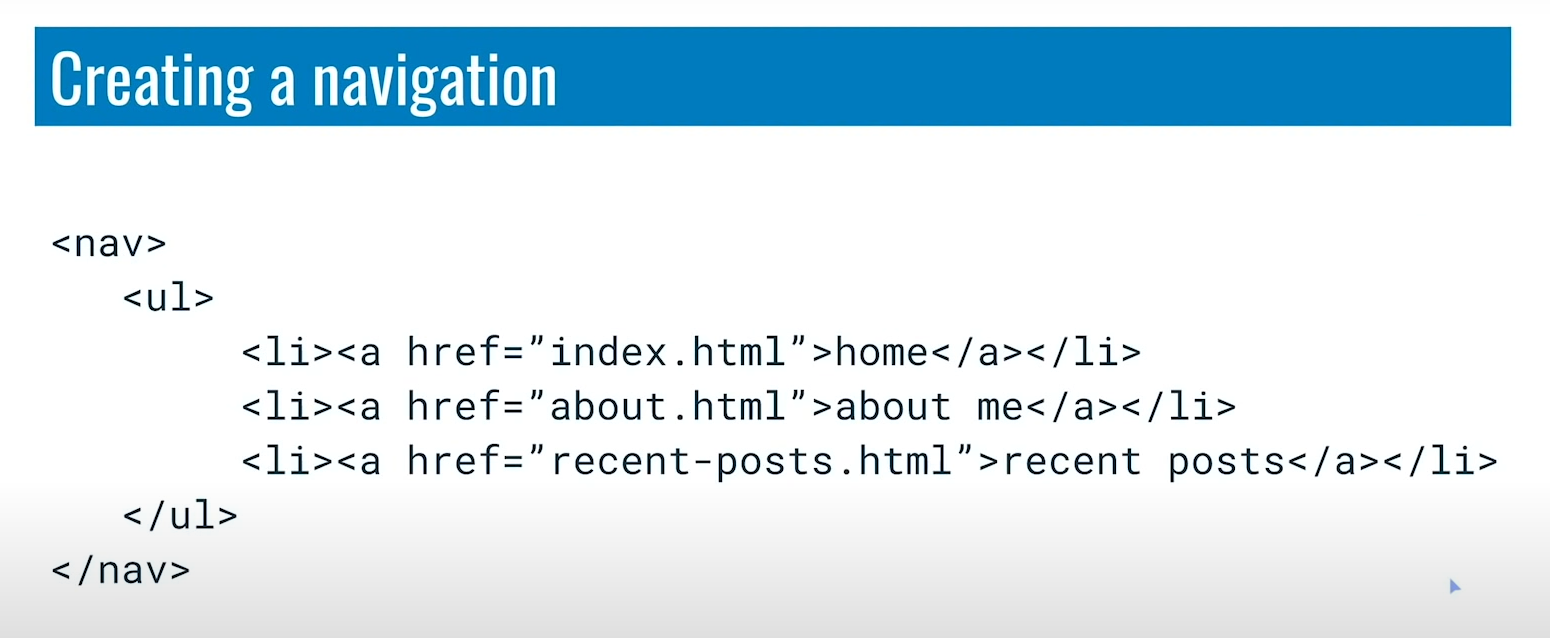 Creating a navigation
<nav>
<ul>
<li><a href=”index.html”>home</a></li>
<li><a href=”about.html”>about me</a></li>
<li><a href=”recent-posts.html”>recent posts</a></li>
</ul>
</nav>